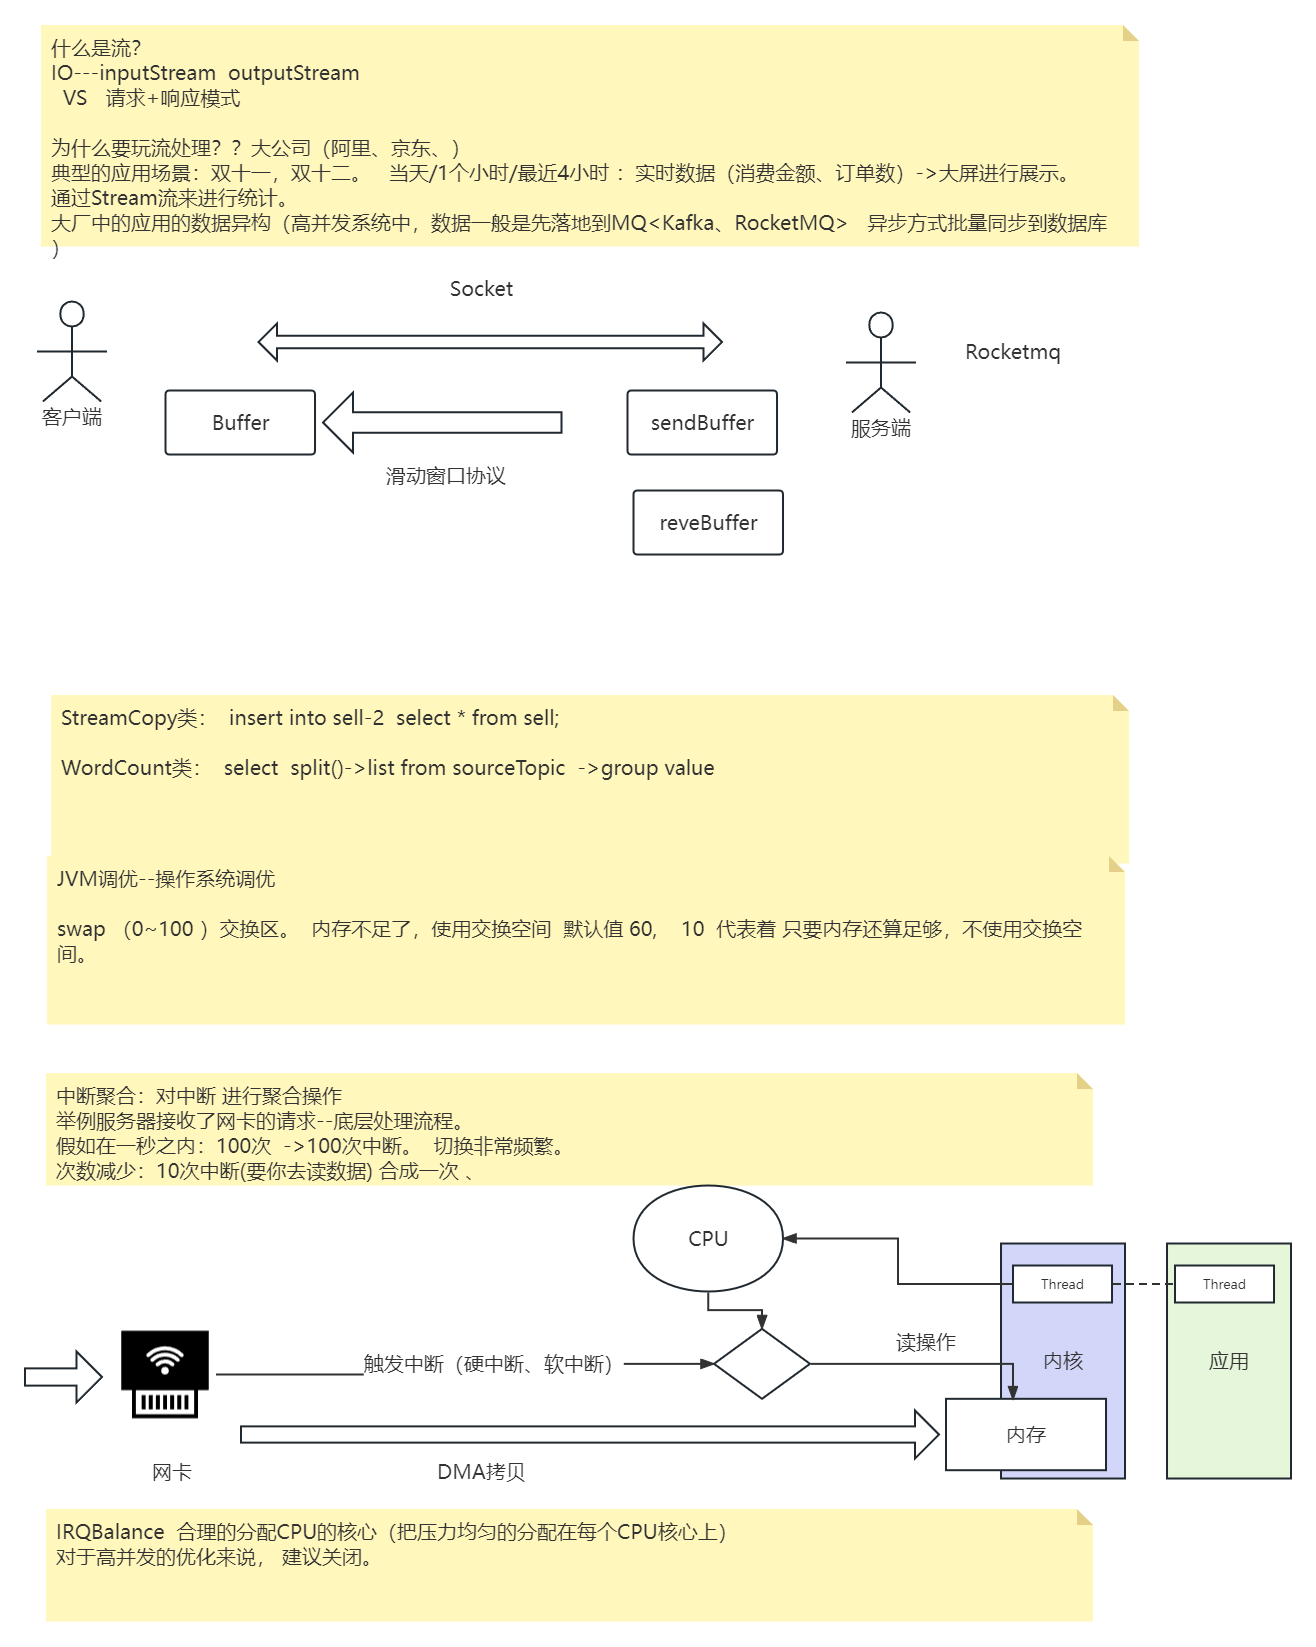 什么是流？
IO---inputStream  outputStream
VS   请求+响应模式
为什么要玩流处理？？大公司（阿里、京东、）
典型的应用场景：双十一，双十二。   当天/1个小时/最近4小时 ：实时数据（消费金额、订单数）->大屏进行展示。
通过Stream流来进行统计。
大厂中的应用的数据异构（高并发系统中，数据一般是先落地到MQ<Kafka、RocketMQ>   异步方式批量同步到数据库
）
Socket
Rocketmq
客户端
Buffer
sendBuffer
服务端
滑动窗口协议
reveBuffer
StreamCopy类：  insert into sell-2  select * from sell;
WordCount类：  select  split()->list from sourceTopic  ->group value
JVM调优--操作系统调优
swap （0~100 ）交换区。  内存不足了，使用交换空间  默认值 60,    10  代表着 只要内存还算足够，不使用交换空
间。
中断聚合：对中断 进行聚合操作
举例服务器接收了网卡的请求--底层处理流程。
假如在一秒之内：100次  ->100次中断。  切换非常频繁。
次数减少：10次中断(要你去读数据) 合成一次 、
CPU
Thread
Thread
读操作
触发中断（硬中断、软中断）
内核
应用
内存
网卡
DMA拷贝
IRQBalance  合理的分配CPU的核心（把压力均匀的分配在每个CPU核心上）
对于高并发的优化来说， 建议关闭。